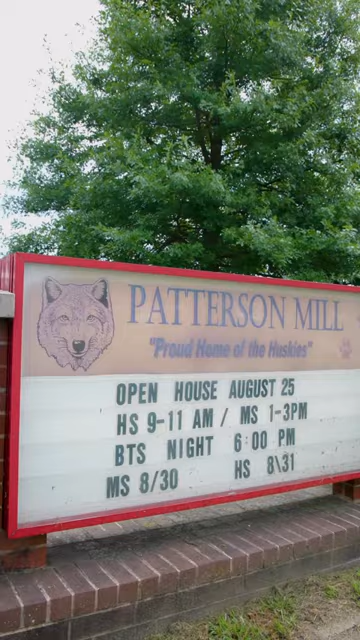 PATTERSON MILL
"Proud Home of the Huskies"
OPEN HOUSE AUGUST 25
HS 9-11 AM / MS 1-3PM
BTS NIGHT 6:00 PM
MS 8/30 HS 8\31